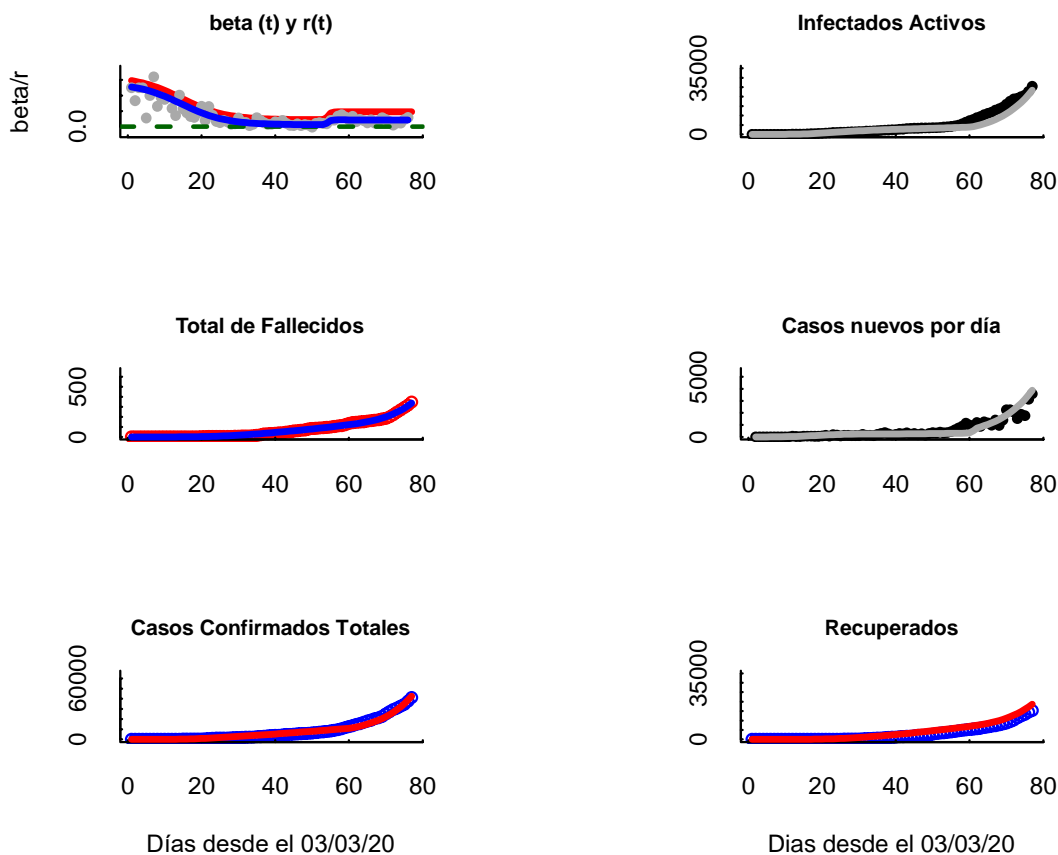 beta (t) y r(t)
beta/r
0.0
0 20 40 60 80
Infectados Activos
0 35000
0 20 40 60 80
Total de Fallecidos
0 500
0 20 40 60 80
Casos nuevos por día
0 5000
0 20 40 60 80
Casos Confirmados Totales
0 60000
0 20 40 60 80
Días desde el 03/03/20
Recuperados
0 35000
0 20 40 60 80
Dias desde el 03/03/20